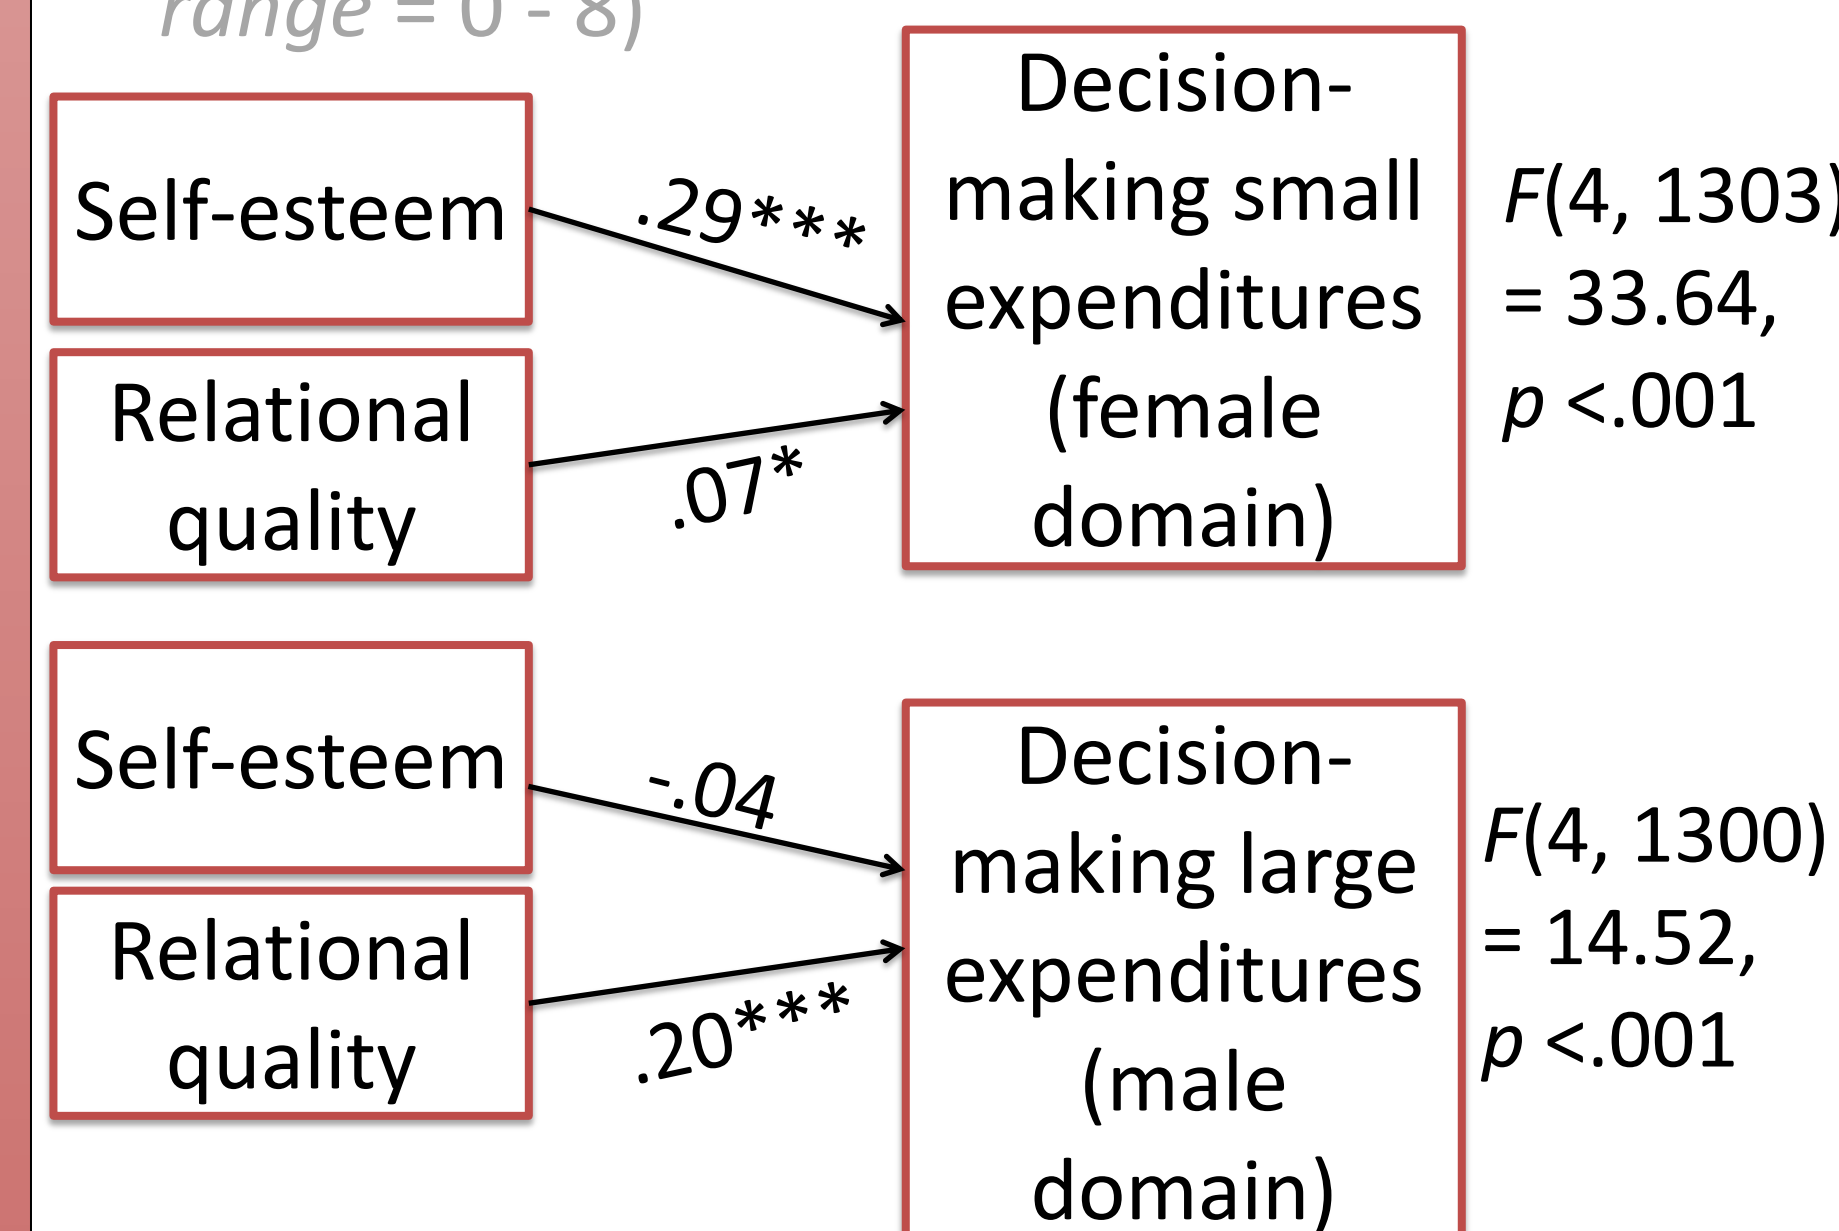 range = 0 - 8)
Self-esteem
.29***
Relational
quality
.07*
Decision-
making small
expenditures
(female
domain)
F(4, 1303)
= 33.64,
p <.001
Self-esteem
-.04
Relational
quality
.20***
Decision-
making large
expenditures
(male
domain)
F(4, 1300)
= 14.52,
p <.001